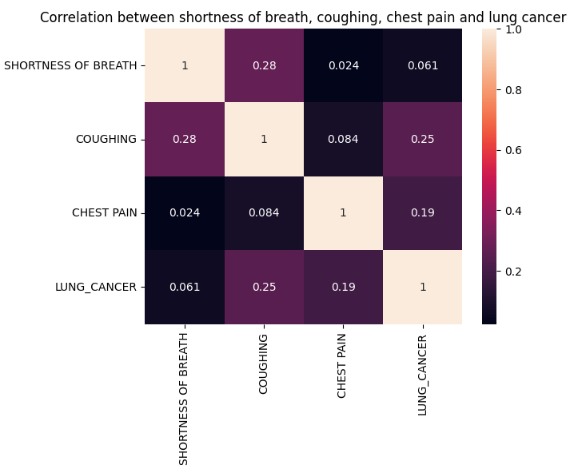 Correlation between shortness of breath, coughing, chest pain and lung cancer
SHORTNESS OF BREATH 1 0.28 0.024 0.061
COUGHING 0.28 1 0.084 0.25
CHEST PAIN 0.024 0.084 1 0.19
LUNG_CANCER 0.061 0.25 0.19 1
SHORTNESS OF BREATH
COUGHING
CHEST PAIN
LUNG_CANCER
1.0
0.8
0.6
0.4
0.2